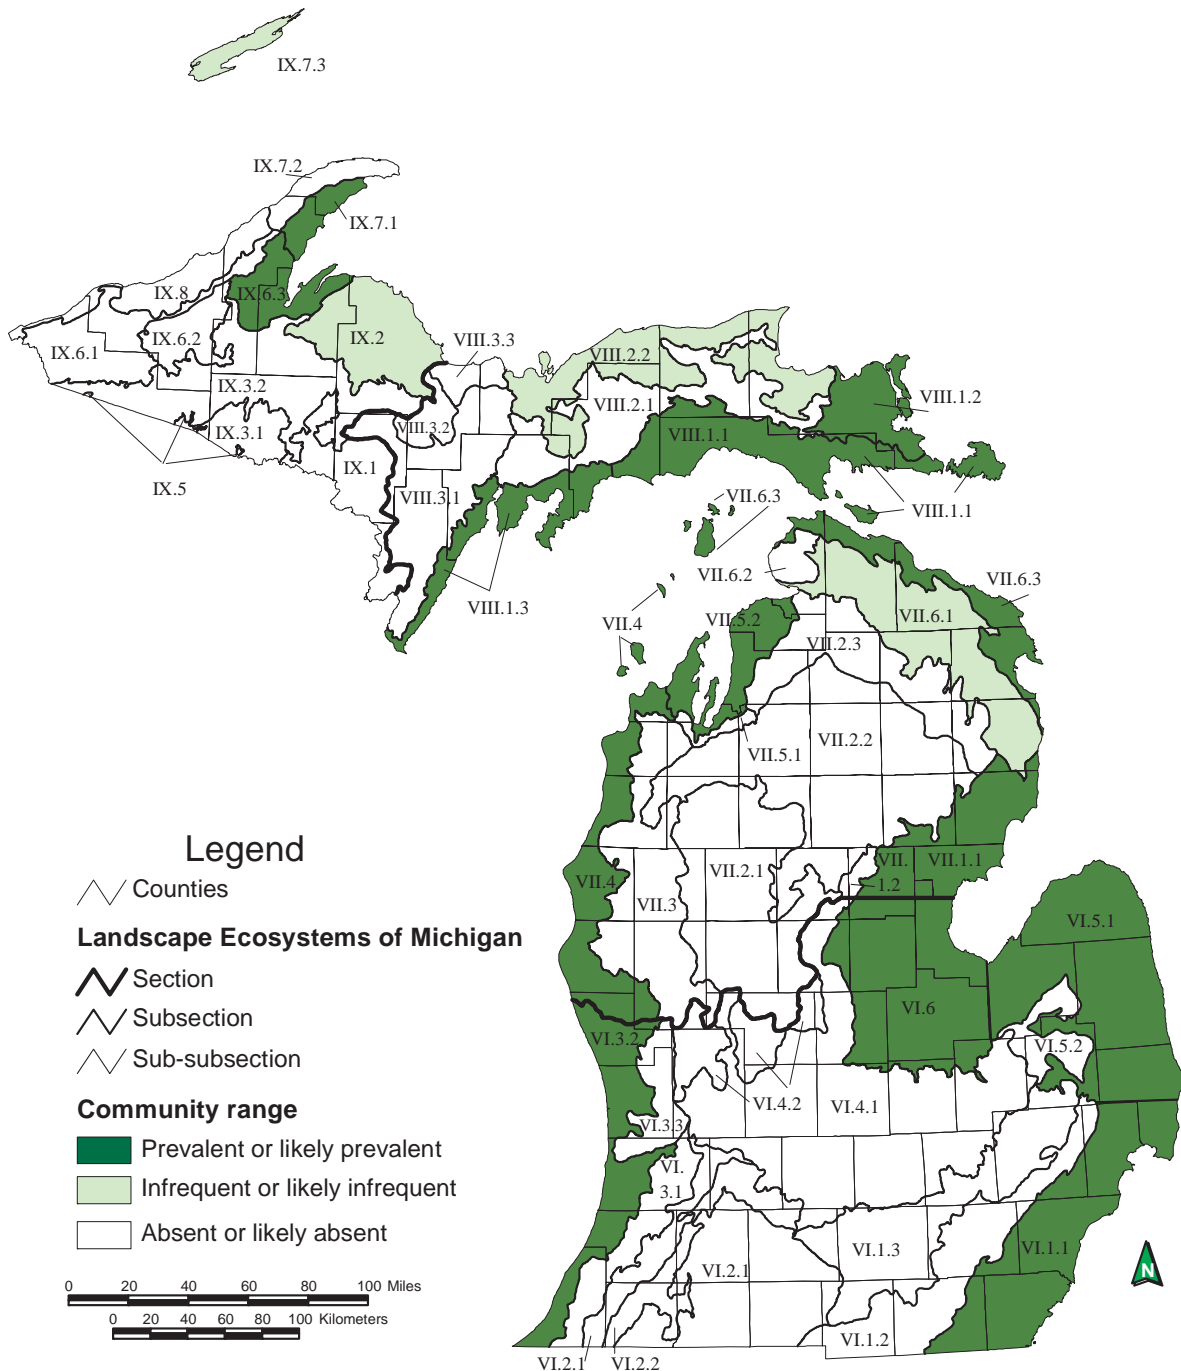 IX.7.3
IX.7.2
IX.7.1
IX.8
IX.6.3
IX.6.2
IX.6.1
IX.2
VIII.3.3
VIII.2.2
IX.3.2
VIII.2.1
VIII.1.2
IX.3.1
VIII.3.2
VIII.1.1
IX.1
IX.5
VIII.3.1
VII.6.3
VIII.1.1
VII.6.2
VII.6.3
VIII.1.3
VII.4
VII.5.2
VII.6.1
VII.2.3
VII.5.1
VII.2.2
VII.4
VII.3
VII.2.1
VII.
1.2
VII.1.1
VI.5.1
VI.6
VI.3.2
VI.5.2
VI.4.2
VI.4.1
VI.3.3
VI.
3.1
VI.1.3
VI.1.1
VI.2.1
VI.1.2
VI.2.1
VI.2.2
Legend
Counties
Landscape Ecosystems of Michigan
Section
Subsection
Sub-subsection
Community range
Prevalent or likely prevalent
Infrequent or likely infrequent
Absent or likely absent
0 20 40 60 80 100 Miles
0 20 40 60 80 100 Kilometers
N